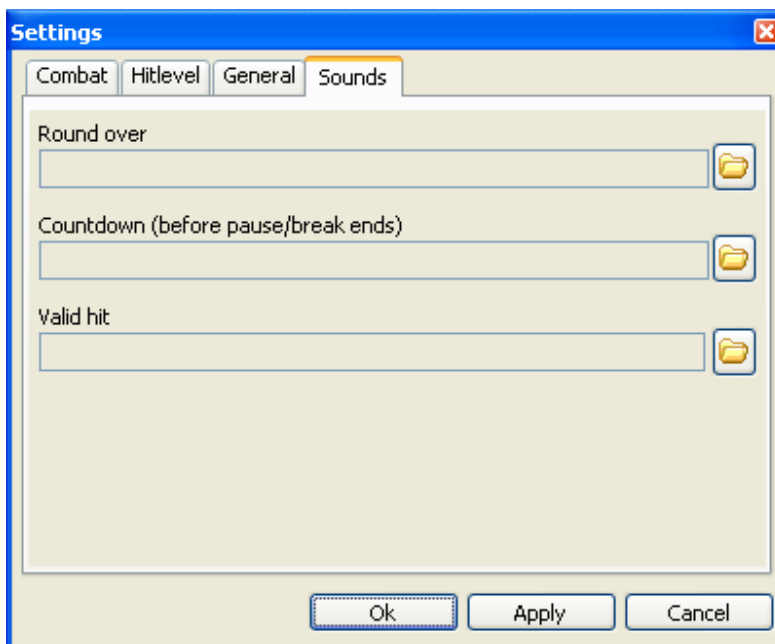 Settings
Combat Hitlevel General Sounds
Round over
Countdown (before pause/break ends)
Valid hit
Ok Apply Cancel